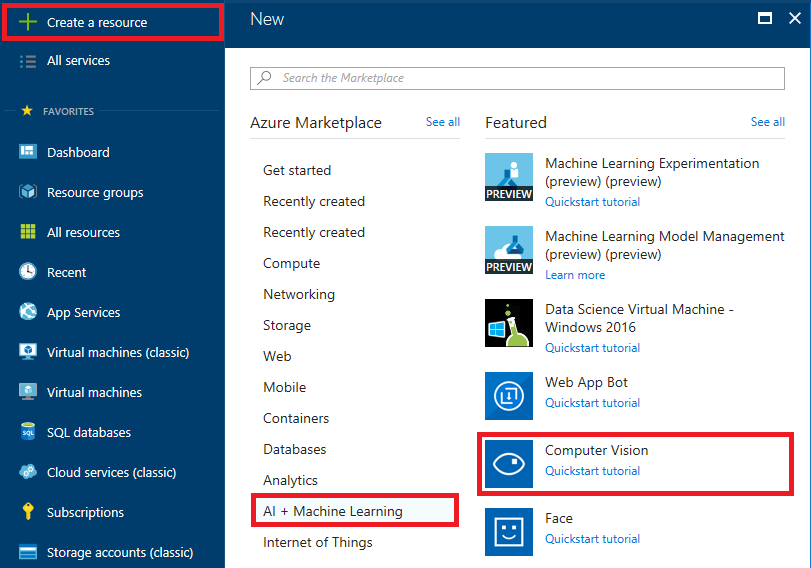 Create a resource
All services
FAVORITES
Dashboard
Resource groups
All resources
Recent
App Services
Virtual machines (classic)
Virtual machines
SQL
SQL databases
Cloud services (classic)
Subscriptions
Storage accounts (classic)
New
Search the Marketplace
Azure Marketplace
See all
Get started
Recently created
Recently created
Compute
Networking
Storage
Web
Mobile
Containers
Databases
Analytics
AI + Machine Learning
Internet of Things
Featured
See all
PREVIEW
Machine Learning Experimentation
(preview) (preview)
Quickstart tutorial
PREVIEW
Machine Learning Model Management
(preview) (preview)
Learn more
Data Science Virtual Machine -
Windows 2016
Quickstart tutorial
Web App Bot
Quickstart tutorial
Computer Vision
Quickstart tutorial
Face
Quickstart tutorial